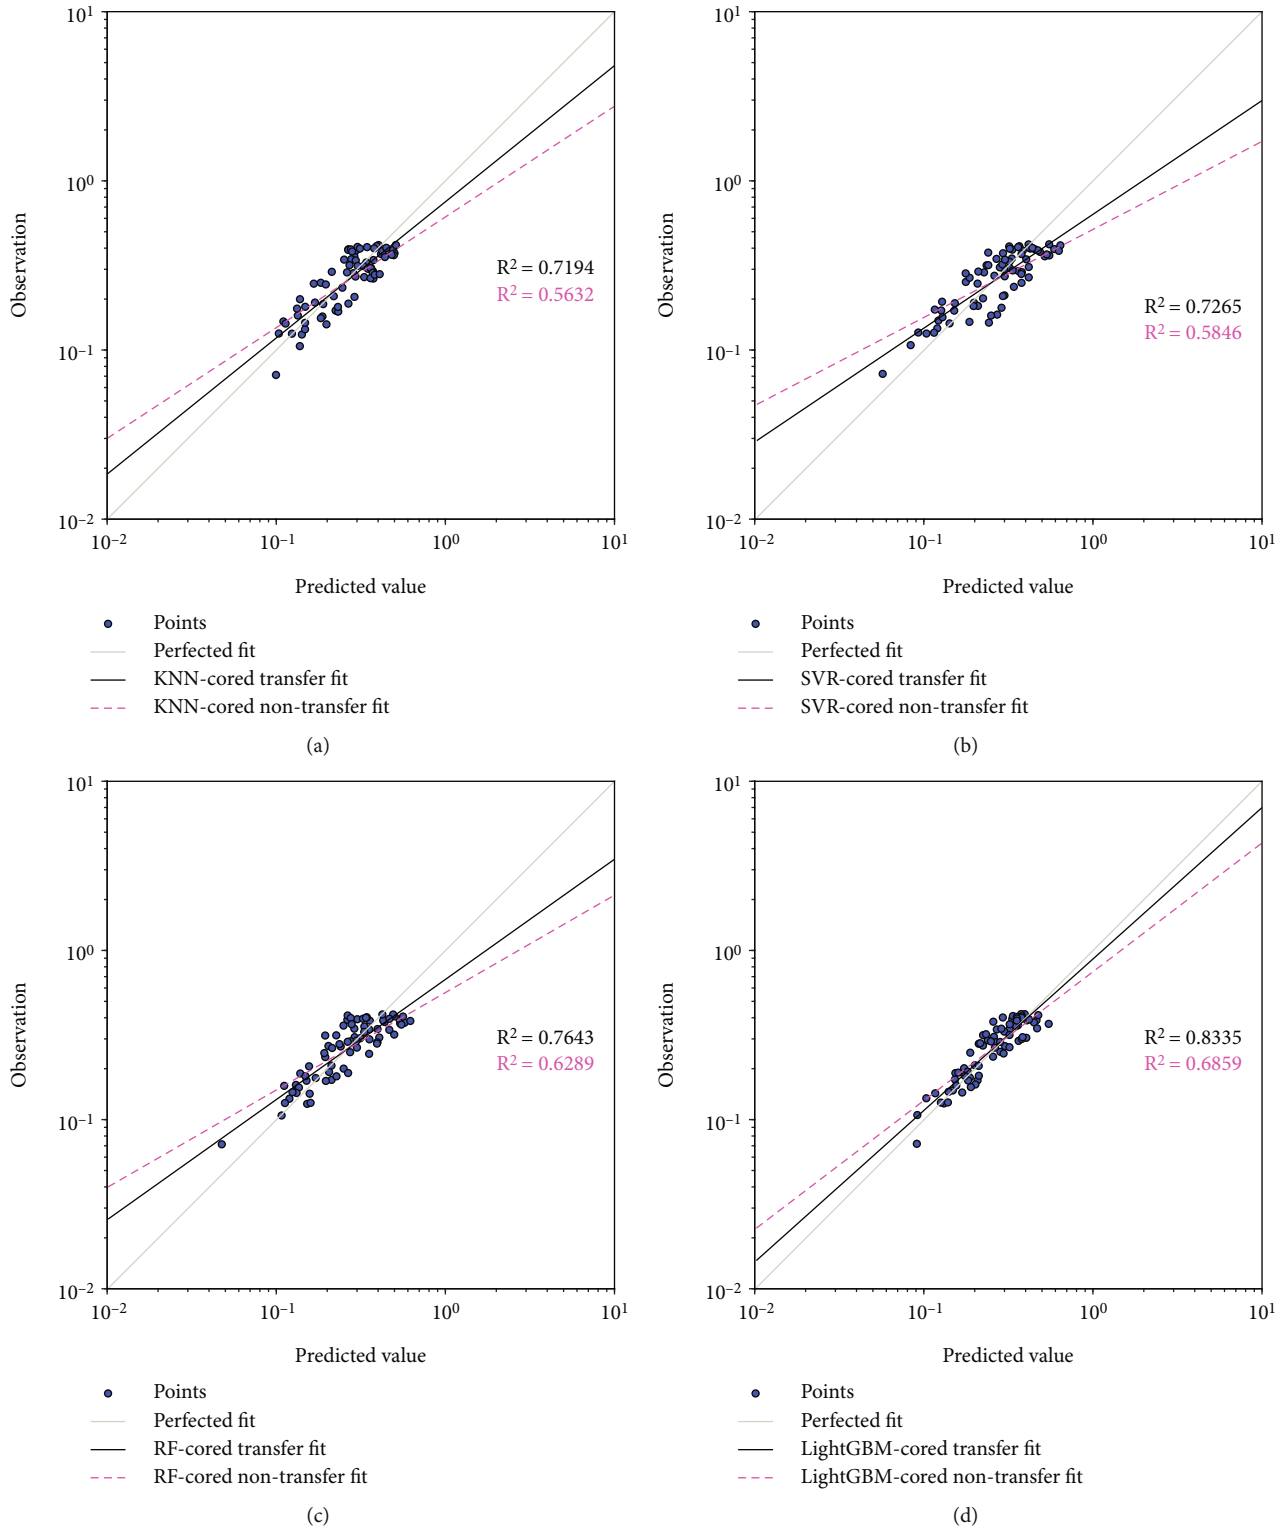 10¹
10⁰
10⁻¹
10⁻²
Observation
R² = 0.7194
R² = 0.5632
10⁻² 10⁻¹ 10⁰ 10¹
Predicted value
Points
Perfected fit
KNN-cored transfer fit
KNN-cored non-transfer fit
(a)
10¹
10⁰
10⁻¹
10⁻²
Observation
R² = 0.7265
R² = 0.5846
10⁻² 10⁻¹ 10⁰ 10¹
Predicted value
Points
Perfected fit
SVR-cored transfer fit
SVR-cored non-transfer fit
(b)
10¹
10⁰
10⁻¹
10⁻²
Observation
R² = 0.7643
R² = 0.6289
10⁻² 10⁻¹ 10⁰ 10¹
Predicted value
Points
Perfected fit
RF-cored transfer fit
RF-cored non-transfer fit
(c)
10¹
10⁰
10⁻¹
10⁻²
Observation
R² = 0.8335
R² = 0.6859
10⁻² 10⁻¹ 10⁰ 10¹
Predicted value
Points
Perfected fit
LightGBM-cored transfer fit
LightGBM-cored non-transfer fit
(d)